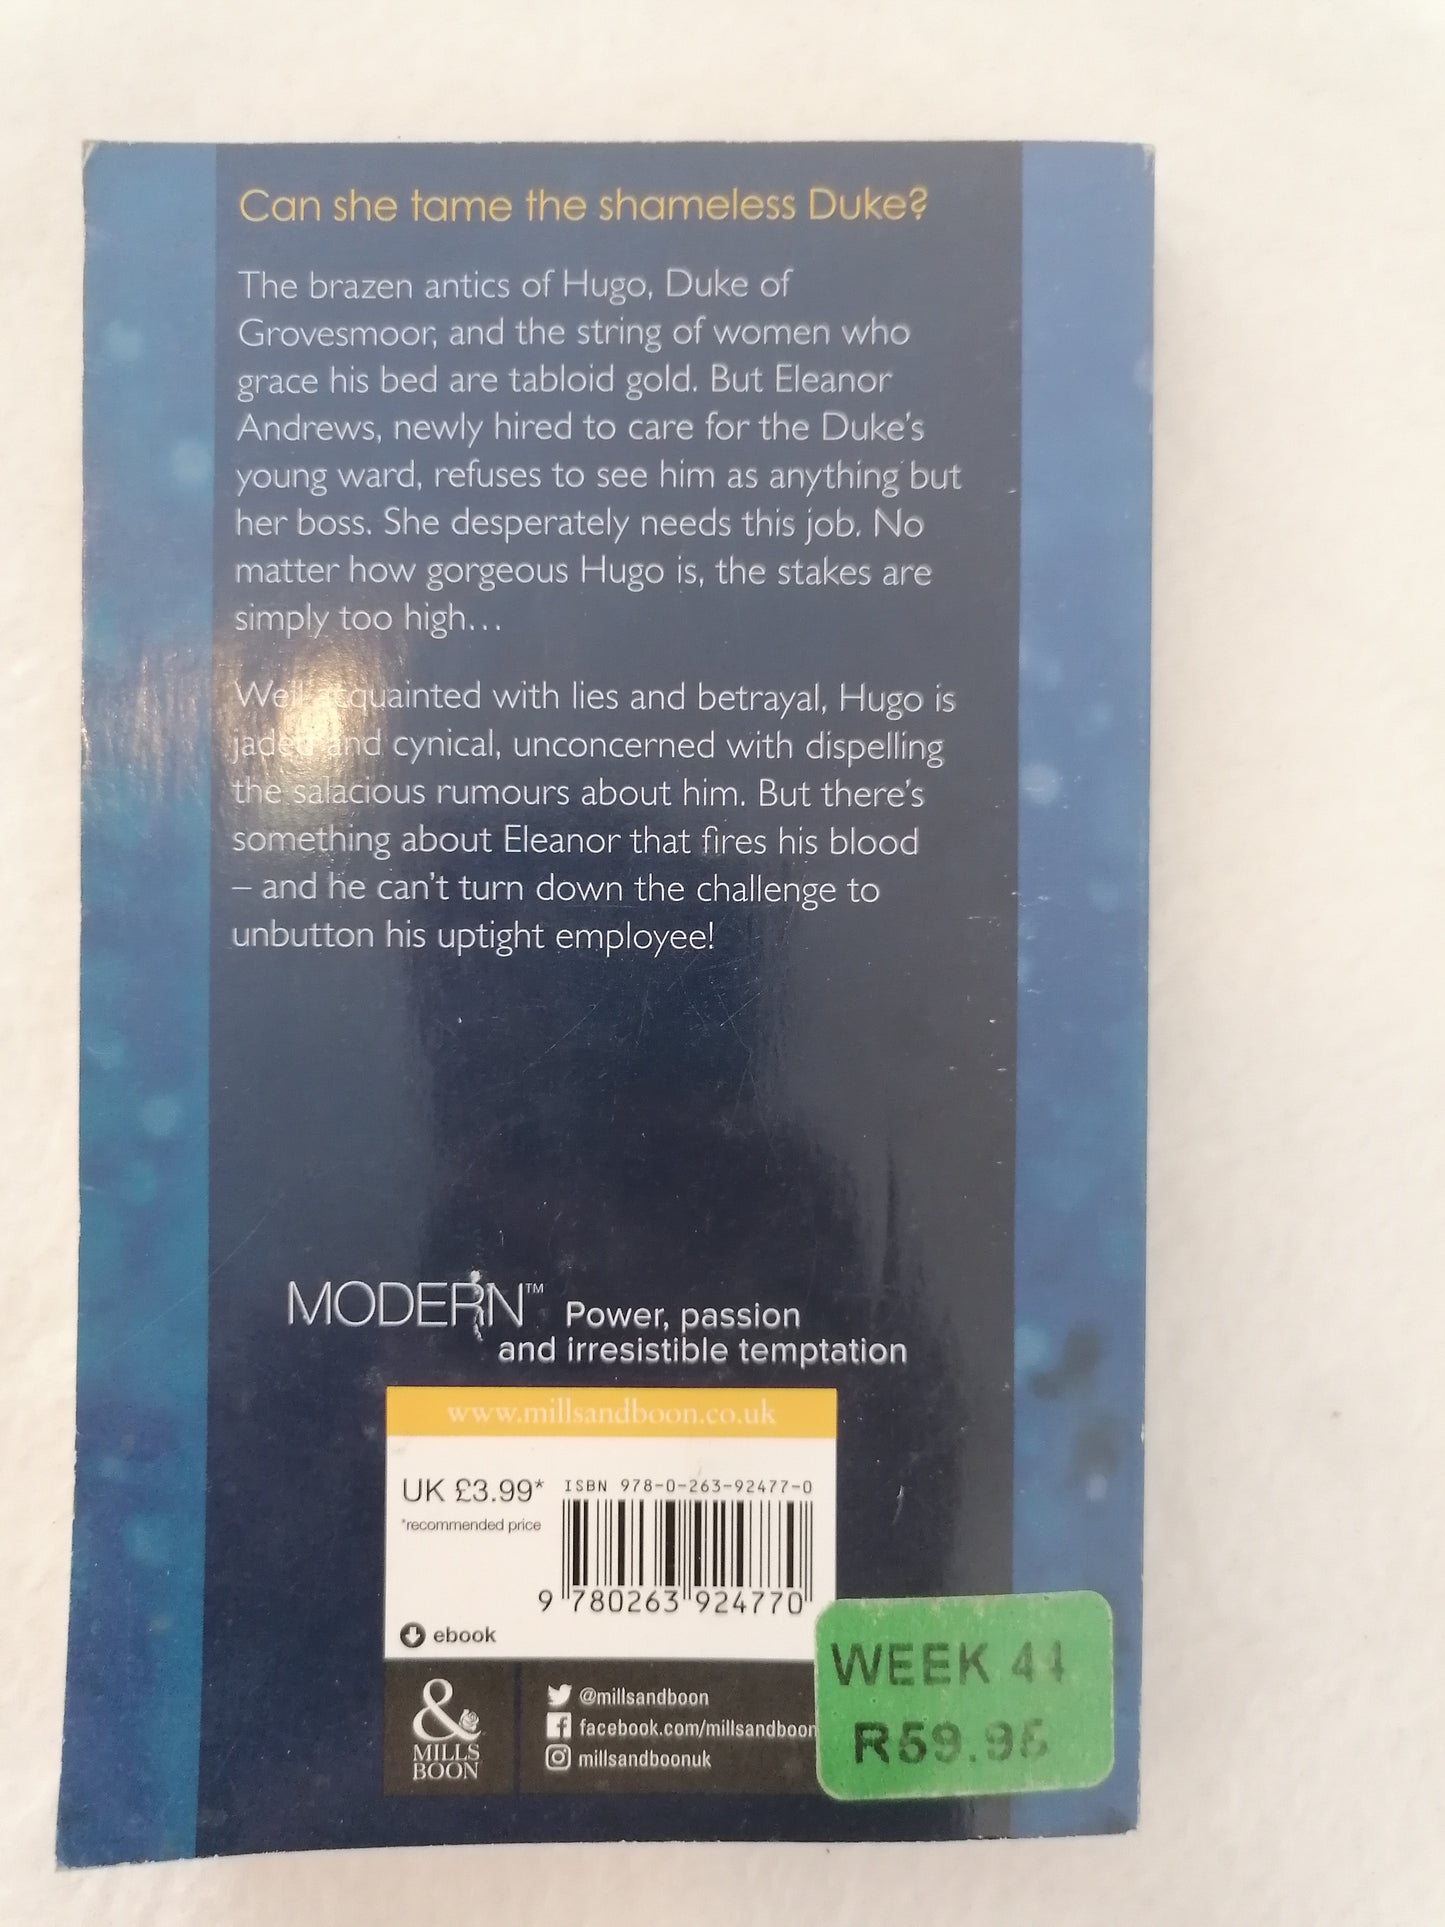 Can she tame the shameless Duke?
The brazen antics of Hugo, Duke of
Grovesmoor, and the string of women who
grace his bed are tabloid gold. But Eleanor
Andrews, newly hired to care for the Duke's
young ward, refuses to see him as anything but
her boss. She desperately needs this job. No
matter how gorgeous Hugo is, the stakes are
simply too high...
Well acquainted with lies and betrayal, Hugo is
jaded and cynical, unconcerned with dispelling
the salacious rumours about him. But there's
something about Eleanor that fires his blood
– and he can't turn down the challenge to
unbutton his uptight employee!
MODERN™ Power, passion
and irresistible temptation
www.millsandboon.co.uk
UK £3.99*
*recommended price
ISBN 978-0-263-92477-0
9 780263 924770
ebook
& MILLS BOON
@millsandboon
facebook.com/millsandboon
millsandboonuk
WEEK 44
R59.95